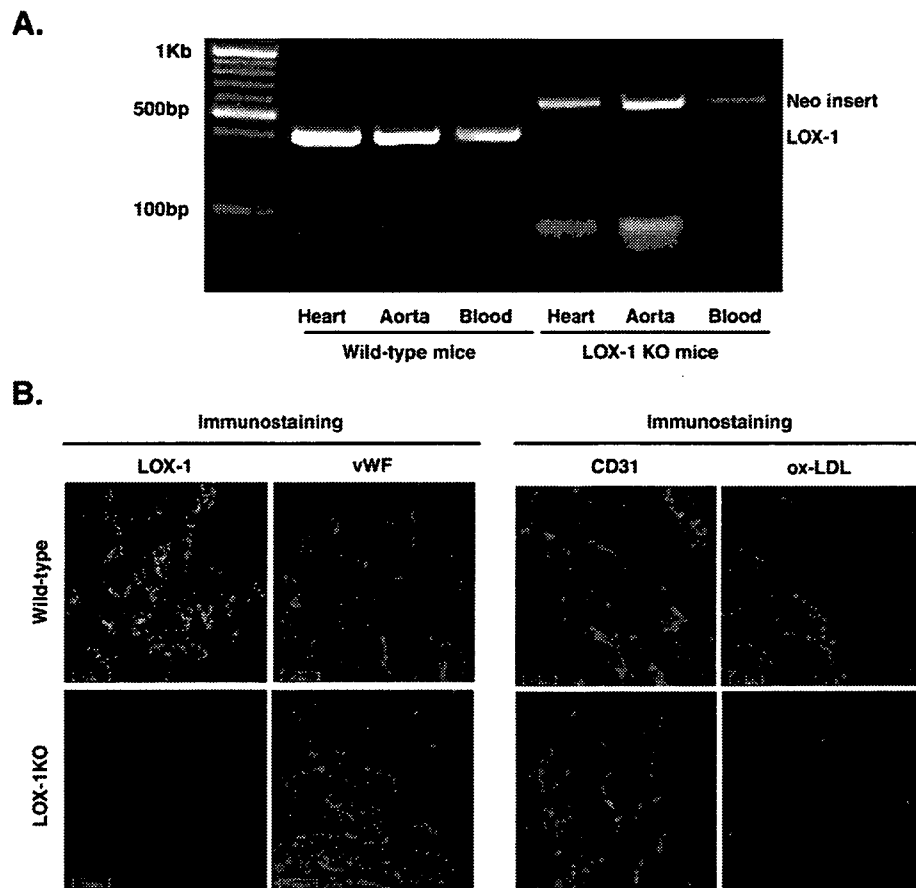 A.
1Kb
500bp
100bp
Neo insert
LOX-1
Heart Aorta Blood Heart Aorta Blood
Wild-type mice LOX-1 KO mice
B.
Immunostaining Immunostaining
LOX-1 vWF CD31 ox-LDL
Wild-type
LOX-1KO